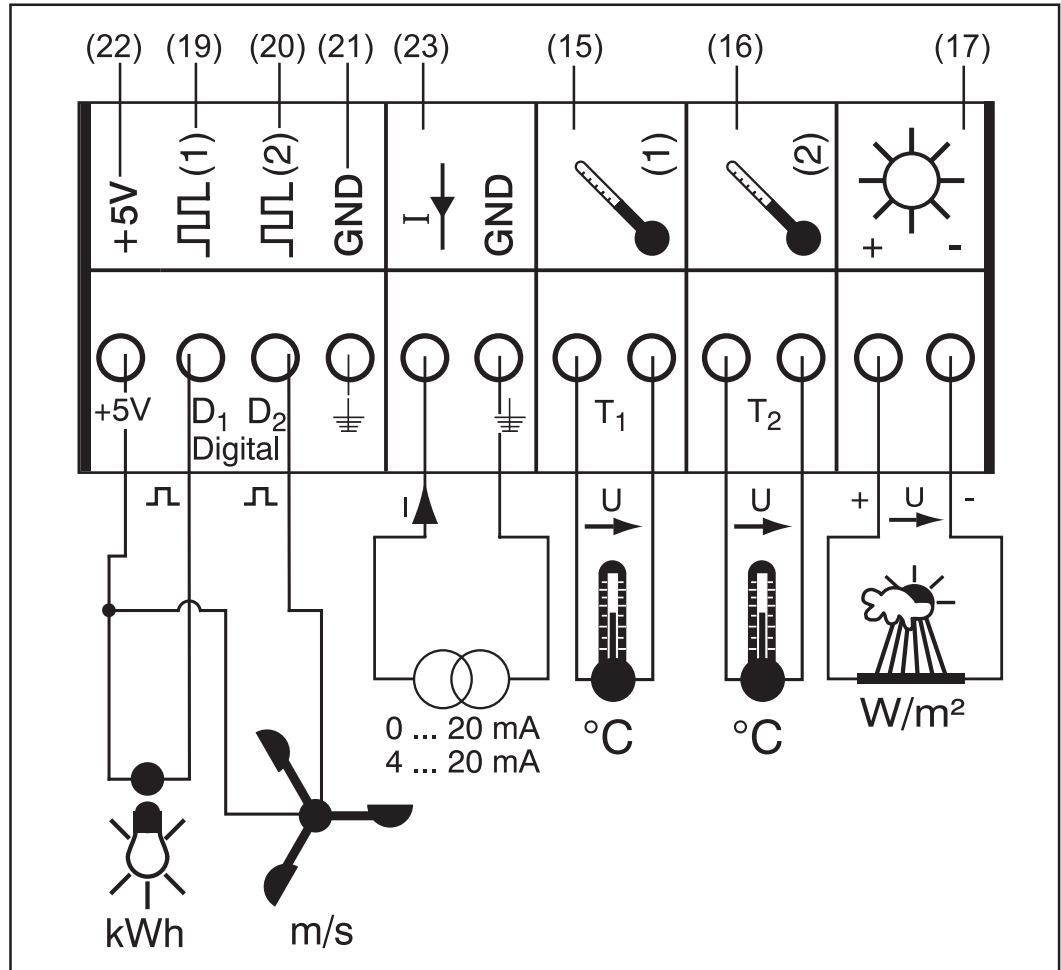 (22) (19) (20) (21) (23) (15) (16) (17)
+5V (1) (2) GND I GND (1) (2) + -
+5V D₁ D₂ T₁ T₂
Digital
I U U + U -
0 ... 20 mA
4 ... 20 mA
°C °C W/m²
kWh m/s